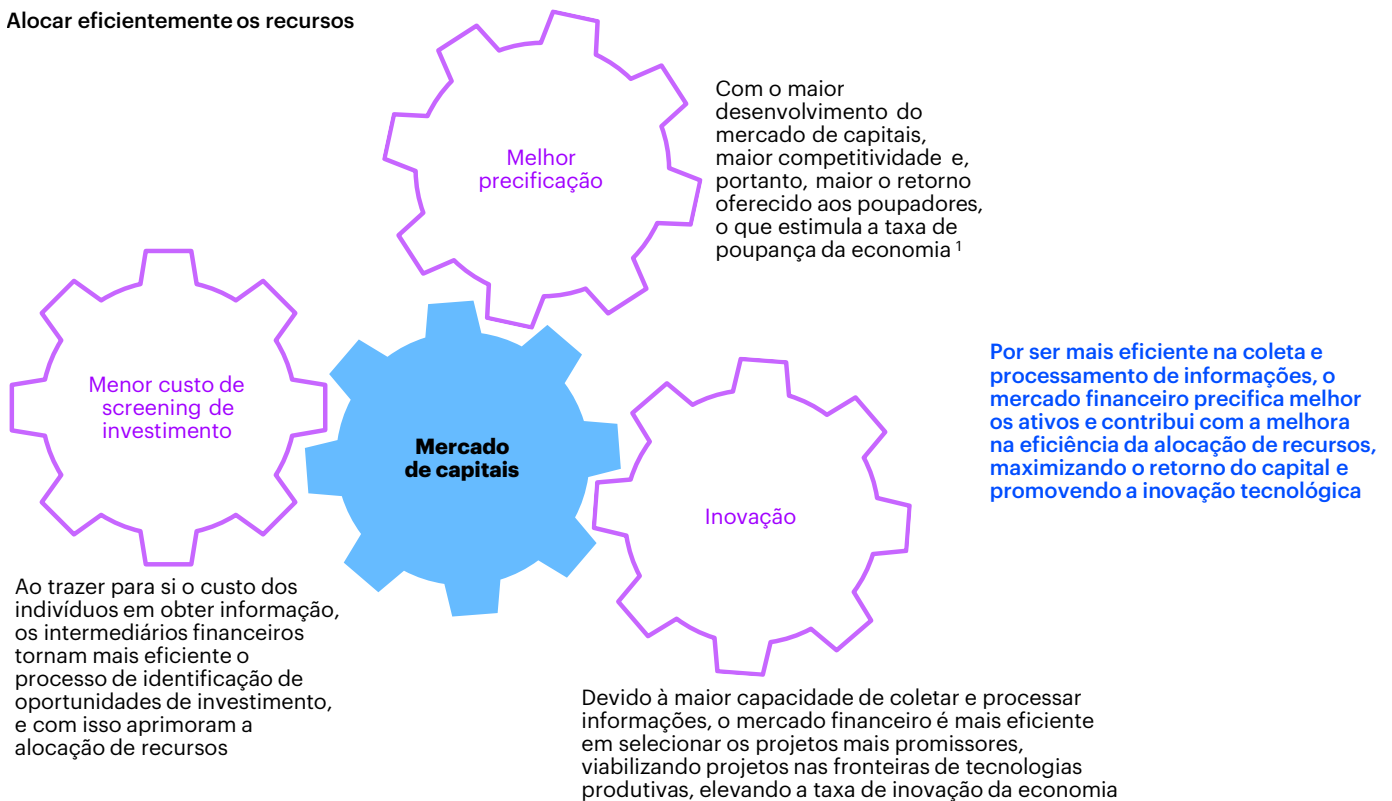 Alocar eficientemente os recursos
Melhor
precificação
Com o maior
desenvolvimento do
mercado de capitais,
maior competitividade e,
portanto, maior o retorno
oferecido aos poupadores,
o que estimula a taxa de
poupança da economia ¹
Menor custo de
screening de
investimento
Mercado
de capitais
Inovação
Por ser mais eficiente na coleta e
processamento de informações, o
mercado financeiro precifica melhor
os ativos e contribui com a melhora
na eficiência da alocação de recursos,
maximizando o retorno do capital e
promovendo a inovação tecnológica
Ao trazer para si o custo dos
indivíduos em obter informação,
os intermediários financeiros
tornam mais eficiente o
processo de identificação de
oportunidades de investimento,
e com isso aprimoram a
alocação de recursos
Devido à maior capacidade de coletar e processar
informações, o mercado financeiro é mais eficiente
em selecionar os projetos mais promissores,
viabilizando projetos nas fronteiras de tecnologias
produtivas, elevando a taxa de inovação da economia